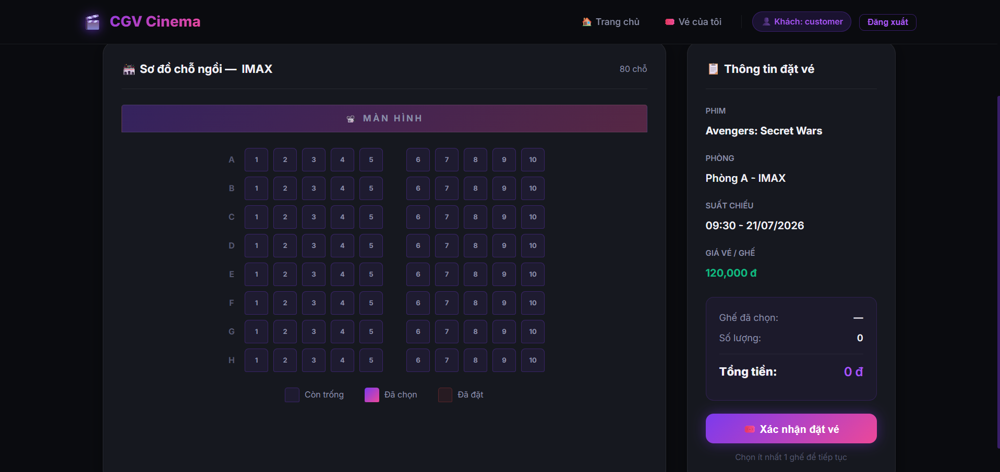 CGV Cinema
Trang chủ
Vé của tôi
Khách: customer
Đăng xuất
Sơ đồ chỗ ngồi — IMAX
80 chỗ
MÀN HÌNH
A 1 2 3 4 5 6 7 8 9 10
B 1 2 3 4 5 6 7 8 9 10
C 1 2 3 4 5 6 7 8 9 10
D 1 2 3 4 5 6 7 8 9 10
E 1 2 3 4 5 6 7 8 9 10
F 1 2 3 4 5 6 7 8 9 10
G 1 2 3 4 5 6 7 8 9 10
H 1 2 3 4 5 6 7 8 9 10
Còn trống
Đã chọn
Đã đặt
Thông tin đặt vé
PHIM
Avengers: Secret Wars
PHÒNG
Phòng A - IMAX
SUẤT CHIẾU
09:30 - 21/07/2026
GIÁ VÉ / GHẾ
120,000 đ
Ghế đã chọn: —
Số lượng: 0
Tổng tiền: 0 đ
Xác nhận đặt vé
Chọn ít nhất 1 ghế để tiếp tục